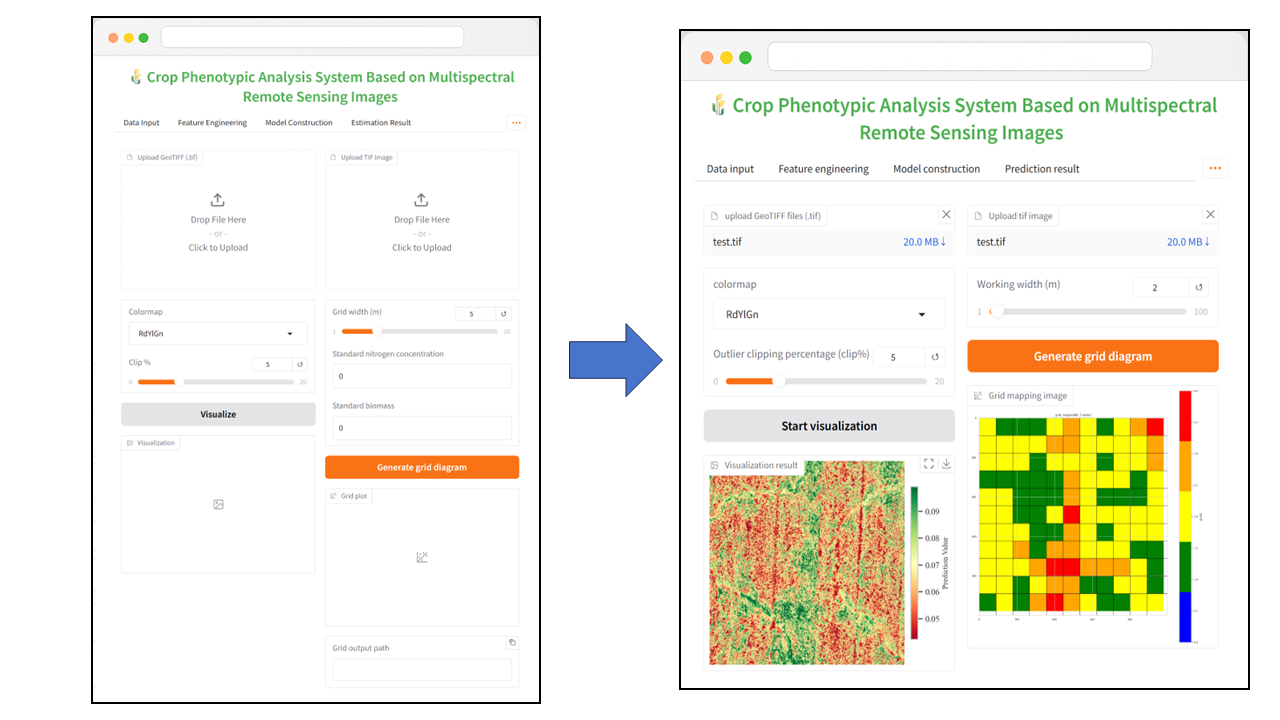 Crop Phenotypic Analysis System Based on Multispectral
Remote Sensing Images
Data Input
Feature Engineering
Model Construction
Estimation Result
Upload GeoTIFF (.tif)
Drop File Here
- or -
Click to Upload
Upload TIF image
Drop File Here
- or -
Click to Upload
Colormap
RdYlGn
Clip %
5
0
20
Visualize
Visualization
Grid width (m)
5
1
20
Standard nitrogen concentration
0
Standard biomass
0
Generate grid diagram
Grid plot
Grid output path
Crop Phenotypic Analysis System Based on Multispectral
Remote Sensing Images
Data input
Feature engineering
Model construction
Prediction result
upload GeoTIFF files (.tif)
test.tif
20.0 MB ↓
Upload tif image
test.tif
20.0 MB ↓
colormap
RdYlGn
Outlier clipping percentage (clip%)
5
0
20
Start visualization
Visualization result
0.09
0.08
0.07
0.06
0.05
Prediction Value
Working width (m)
2
1
100
Generate grid diagram
Grid mapping image